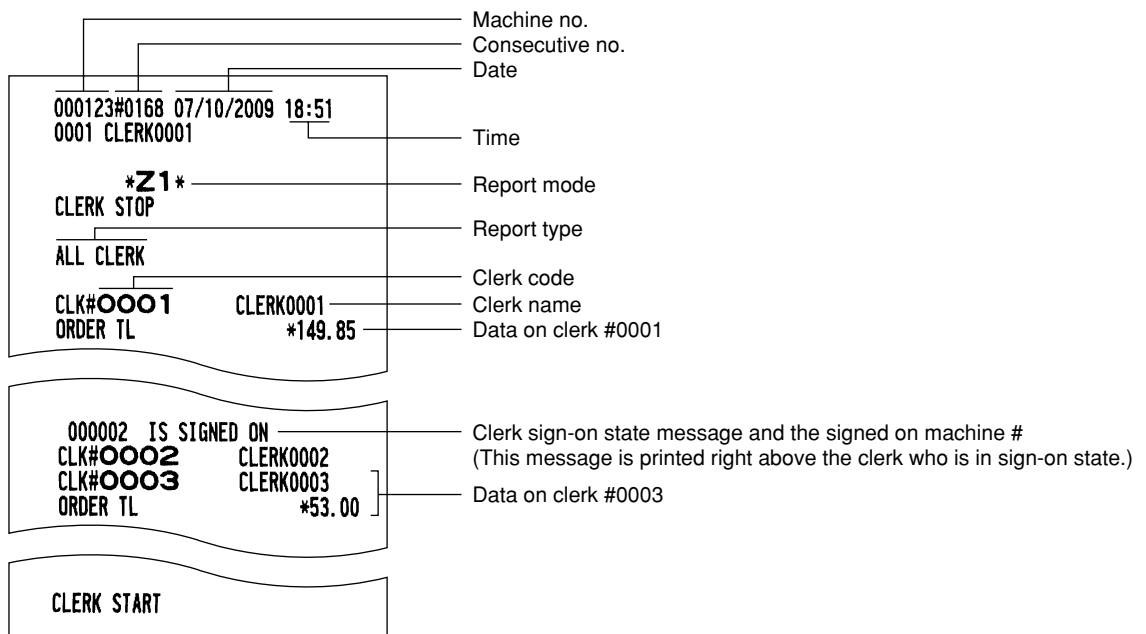 Machine no.
Consecutive no.
Date
000123#0168 07/10/2009 18:51
0001 CLERK0001
Time
*Z1*
Report mode
CLERK STOP
Report type
ALL CLERK
Clerk code
CLK#0001 CLERK0001
Clerk name
ORDER TL *149.85
Data on clerk #0001
000002 IS SIGNED ON
Clerk sign-on state message and the signed on machine #
(This message is printed right above the clerk who is in sign-on state.)
CLK#0002 CLERK0002
CLK#0003 CLERK0003
Data on clerk #0003
ORDER TL *53.00
CLERK START